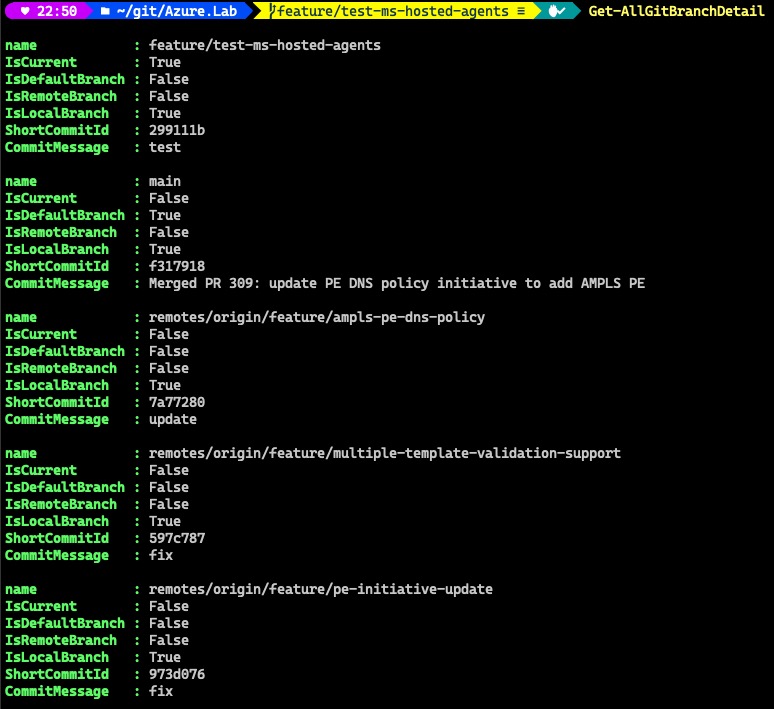 22:50 ~/git/Azure.Lab feature/test-ms-hosted-agents ≡ Get-AllGitBranchDetail
name : feature/test-ms-hosted-agents
IsCurrent : True
IsDefaultBranch : False
IsRemoteBranch : False
IsLocalBranch : True
ShortCommitId : 299111b
CommitMessage : test
name : main
IsCurrent : False
IsDefaultBranch : True
IsRemoteBranch : False
IsLocalBranch : True
ShortCommitId : f317918
CommitMessage : Merged PR 309: update PE DNS policy initiative to add AMPLS PE
name : remotes/origin/feature/ampls-pe-dns-policy
IsCurrent : False
IsDefaultBranch : False
IsRemoteBranch : False
IsLocalBranch : True
ShortCommitId : 7a77280
CommitMessage : update
name : remotes/origin/feature/multiple-template-validation-support
IsCurrent : False
IsDefaultBranch : False
IsRemoteBranch : False
IsLocalBranch : True
ShortCommitId : 597c787
CommitMessage : fix
name : remotes/origin/feature/pe-initiative-update
IsCurrent : False
IsDefaultBranch : False
IsRemoteBranch : False
IsLocalBranch : True
ShortCommitId : 973d076
CommitMessage : fix